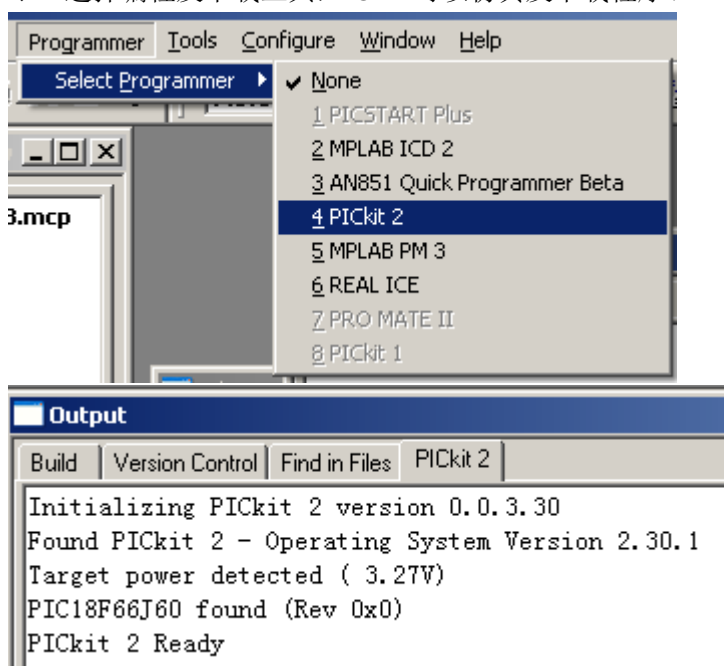 Programmer Tools Configure Window Help
Select Programmer
None
1 PICSTART Plus
2 MPLAB ICD 2
3 AN851 Quick Programmer Beta
3.mcp
4 PICkit 2
5 MPLAB PM 3
6 REAL ICE
7 PRO MATE II
8 PICkit 1
Output
Build Version Control Find in Files PICkit 2
Initializing PICkit 2 version 0.0.3.30
Found PICkit 2 - Operating System Version 2.30.1
Target power detected ( 3.27V)
PIC18F66J60 found (Rev 0x0)
PICkit 2 Ready